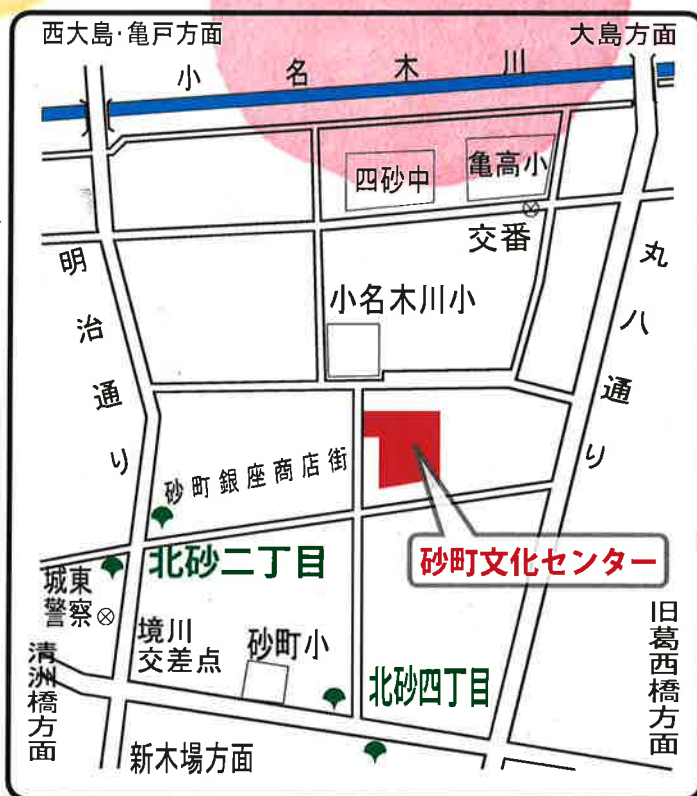 西大島・亀戸方面
大島方面
小名木川
四砂中
亀高小
交番
明治通り
丸八通り
小名木川小
砂町銀座商店街
砂町文化センター
北砂二丁目
城東
警察
境川
交差点
砂町小
北砂四丁目
清洲橋方面
旧葛西橋方面
新木場方面